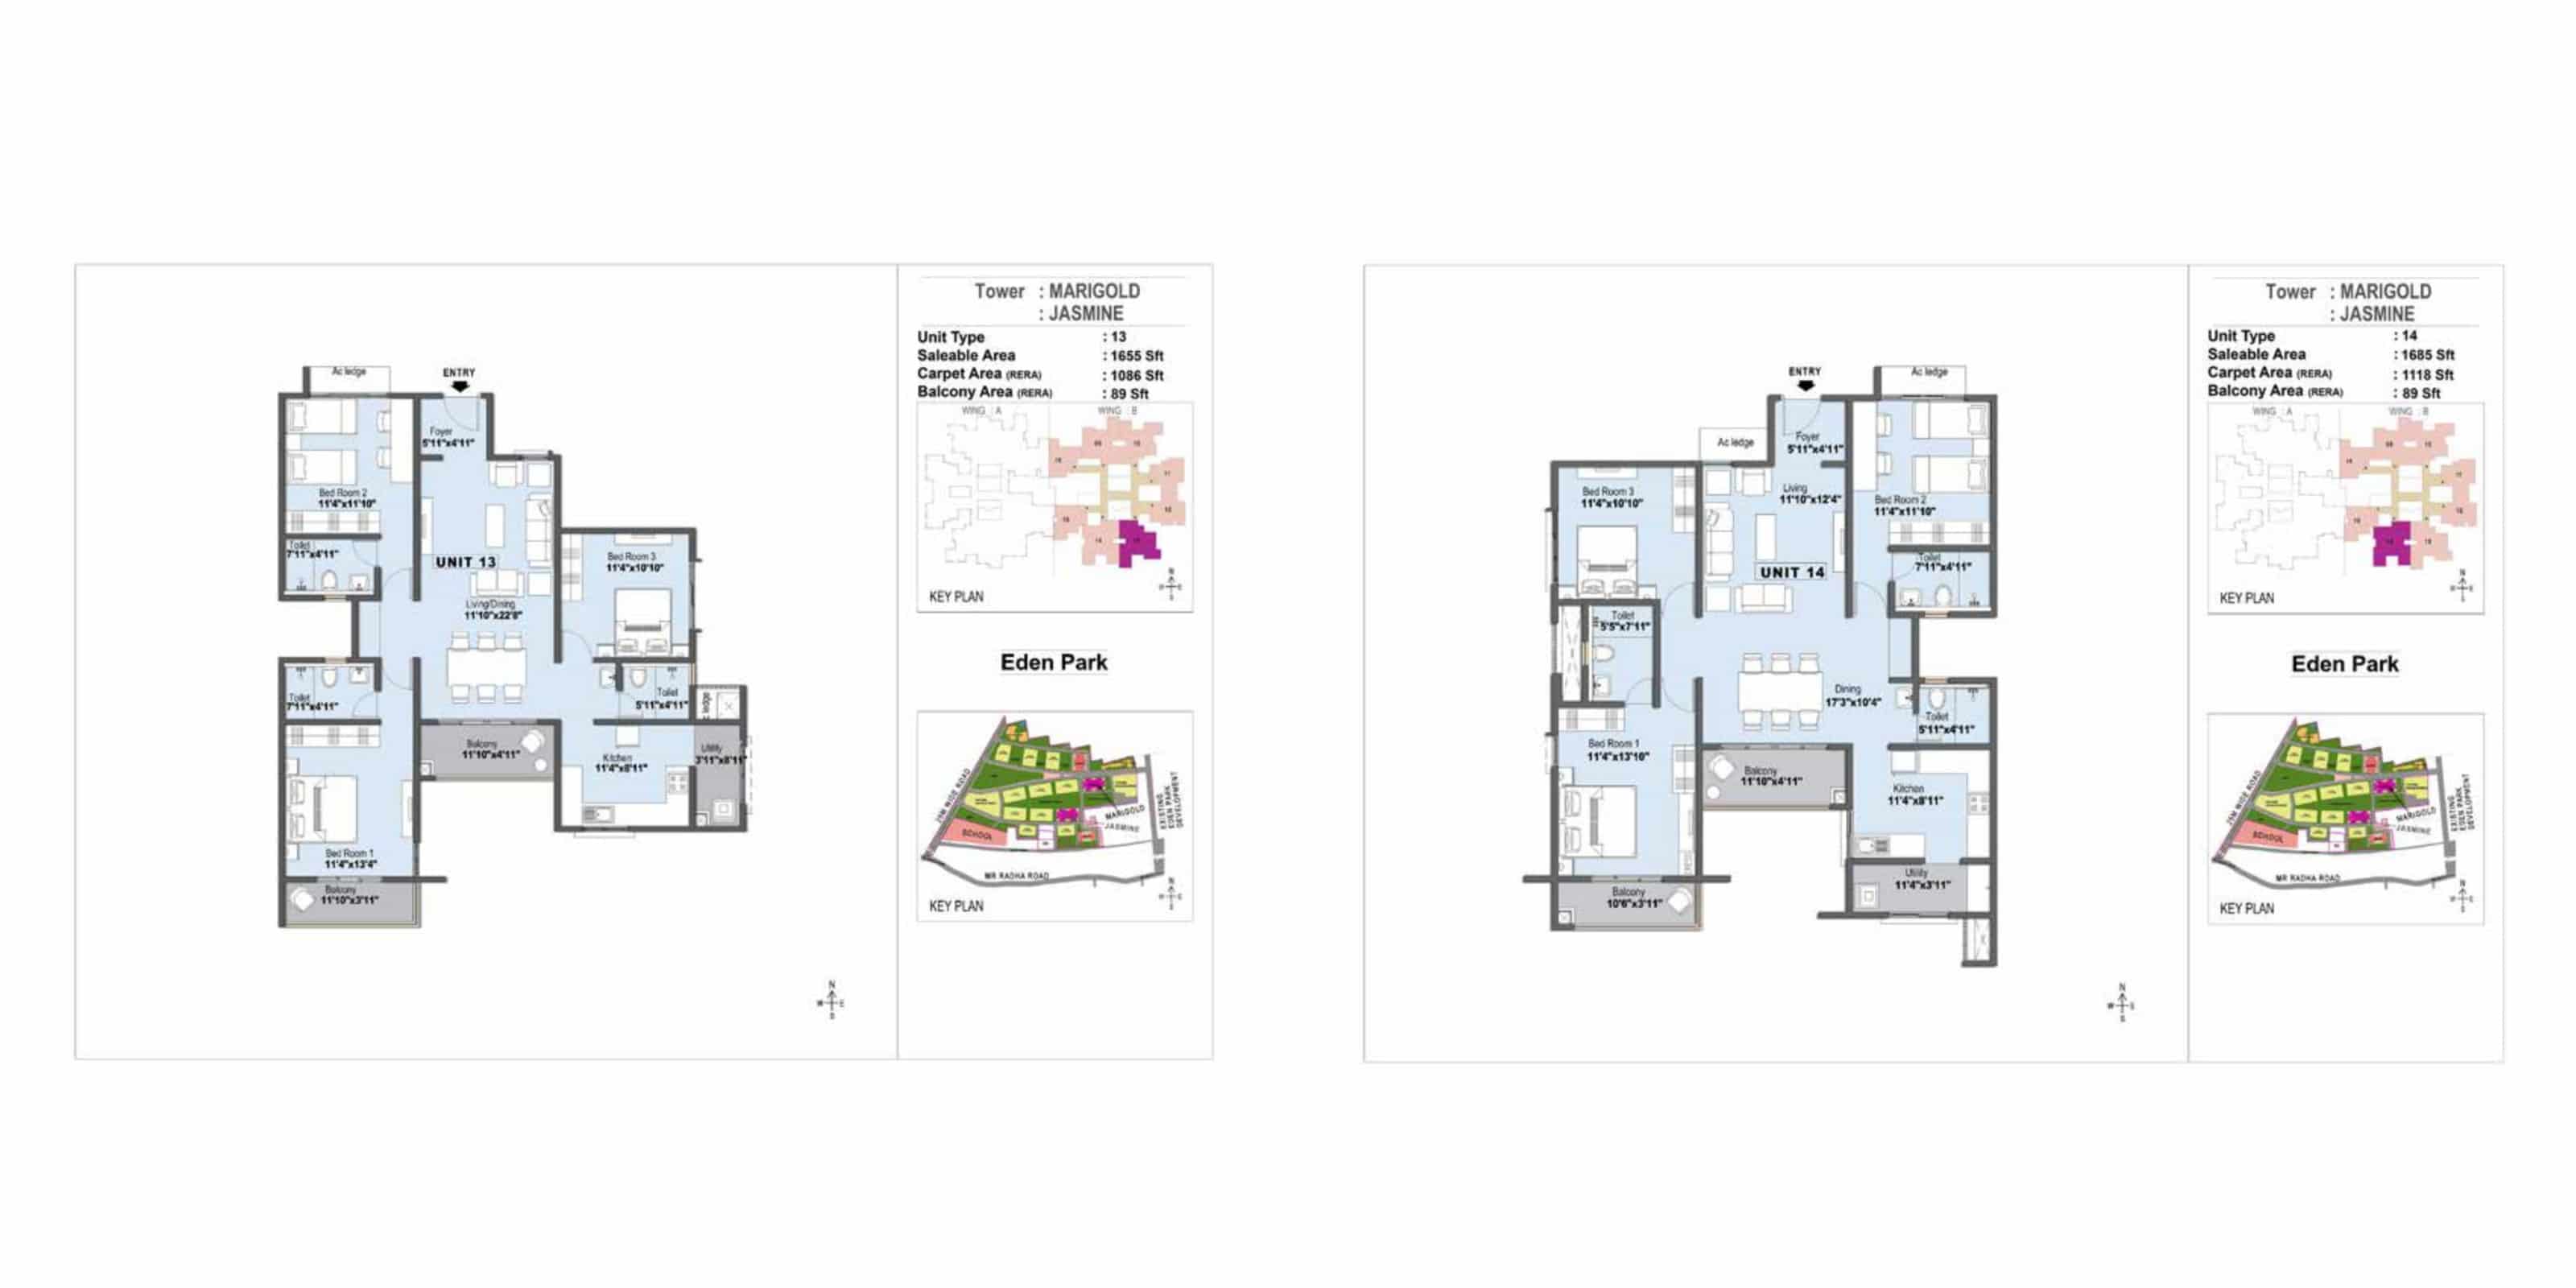 Ac ledge
ENTRY
Foyer
5'11"x4'11"
Bed Room 2
11'4"x11'10"
Toilet
7'11"x4'11"
UNIT 13
Bed Room 3
11'4"x10'10"
Living/Dining
11'10"x22'8"
Toilet
7'11"x4'11"
Toilet
5'11"x4'11"
ledge
Balcony
11'10"x4'11"
Kitchen
11'4"x8'11"
Utility
3'11"x8'11"
Bed Room 1
11'4"x13'4"
Balcony
11'10"x3'11"
N
W E
S
Tower : MARIGOLD
: JASMINE
Unit Type : 13
Saleable Area : 1655 Sft
Carpet Area (RERA) : 1086 Sft
Balcony Area (RERA) : 89 Sft
WING : A
WING : B
N
W E
S
KEY PLAN
Eden Park
25M WIDE ROAD
SCHOOL
MARIGOLD
JASMINE
EXISTING
EDEN PARK
DEVELOPMENT
MR RADHA ROAD
N
W E
S
KEY PLAN
ENTRY
Ac ledge
Ac ledge
Foyer
5'11"x4'11"
Bed Room 3
11'4"x10'10"
Living
11'10"x12'4"
Bed Room 2
11'4"x11'10"
UNIT 14
Toilet
7'11"x4'11"
Toilet
5'5"x7'11"
Dining
17'3"x10'4"
Toilet
5'11"x4'11"
Bed Room 1
11'4"x13'10"
Balcony
11'10"x4'11"
Kitchen
11'4"x8'11"
Utility
11'4"x3'11"
Balcony
10'6"x3'11"
N
W E
S
Tower : MARIGOLD
: JASMINE
Unit Type : 14
Saleable Area : 1685 Sft
Carpet Area (RERA) : 1118 Sft
Balcony Area (RERA) : 89 Sft
WING : A
WING : B
N
W E
S
KEY PLAN
Eden Park
25M WIDE ROAD
SCHOOL
MARIGOLD
JASMINE
EXISTING
EDEN PARK
DEVELOPMENT
MR RADHA ROAD
N
W E
S
KEY PLAN